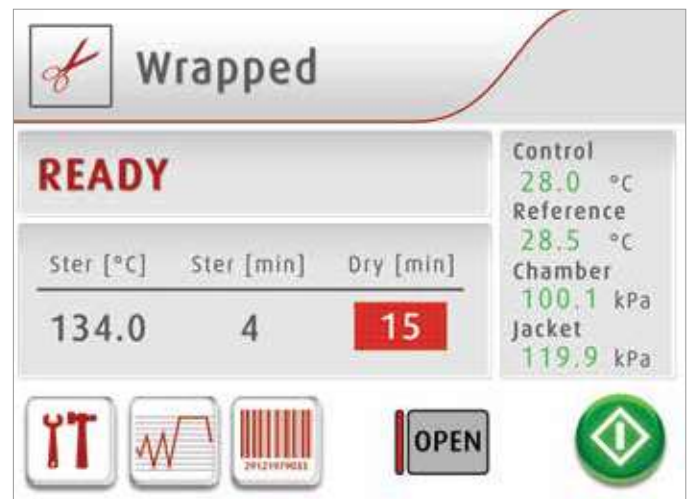 Wrapped
READY
Ster [°C] Ster [min] Dry [min]
134.0 4 15
Control
28.0 °C
Reference
28.5 °C
Chamber
100.1 kPa
Jacket
119.9 kPa
OPEN